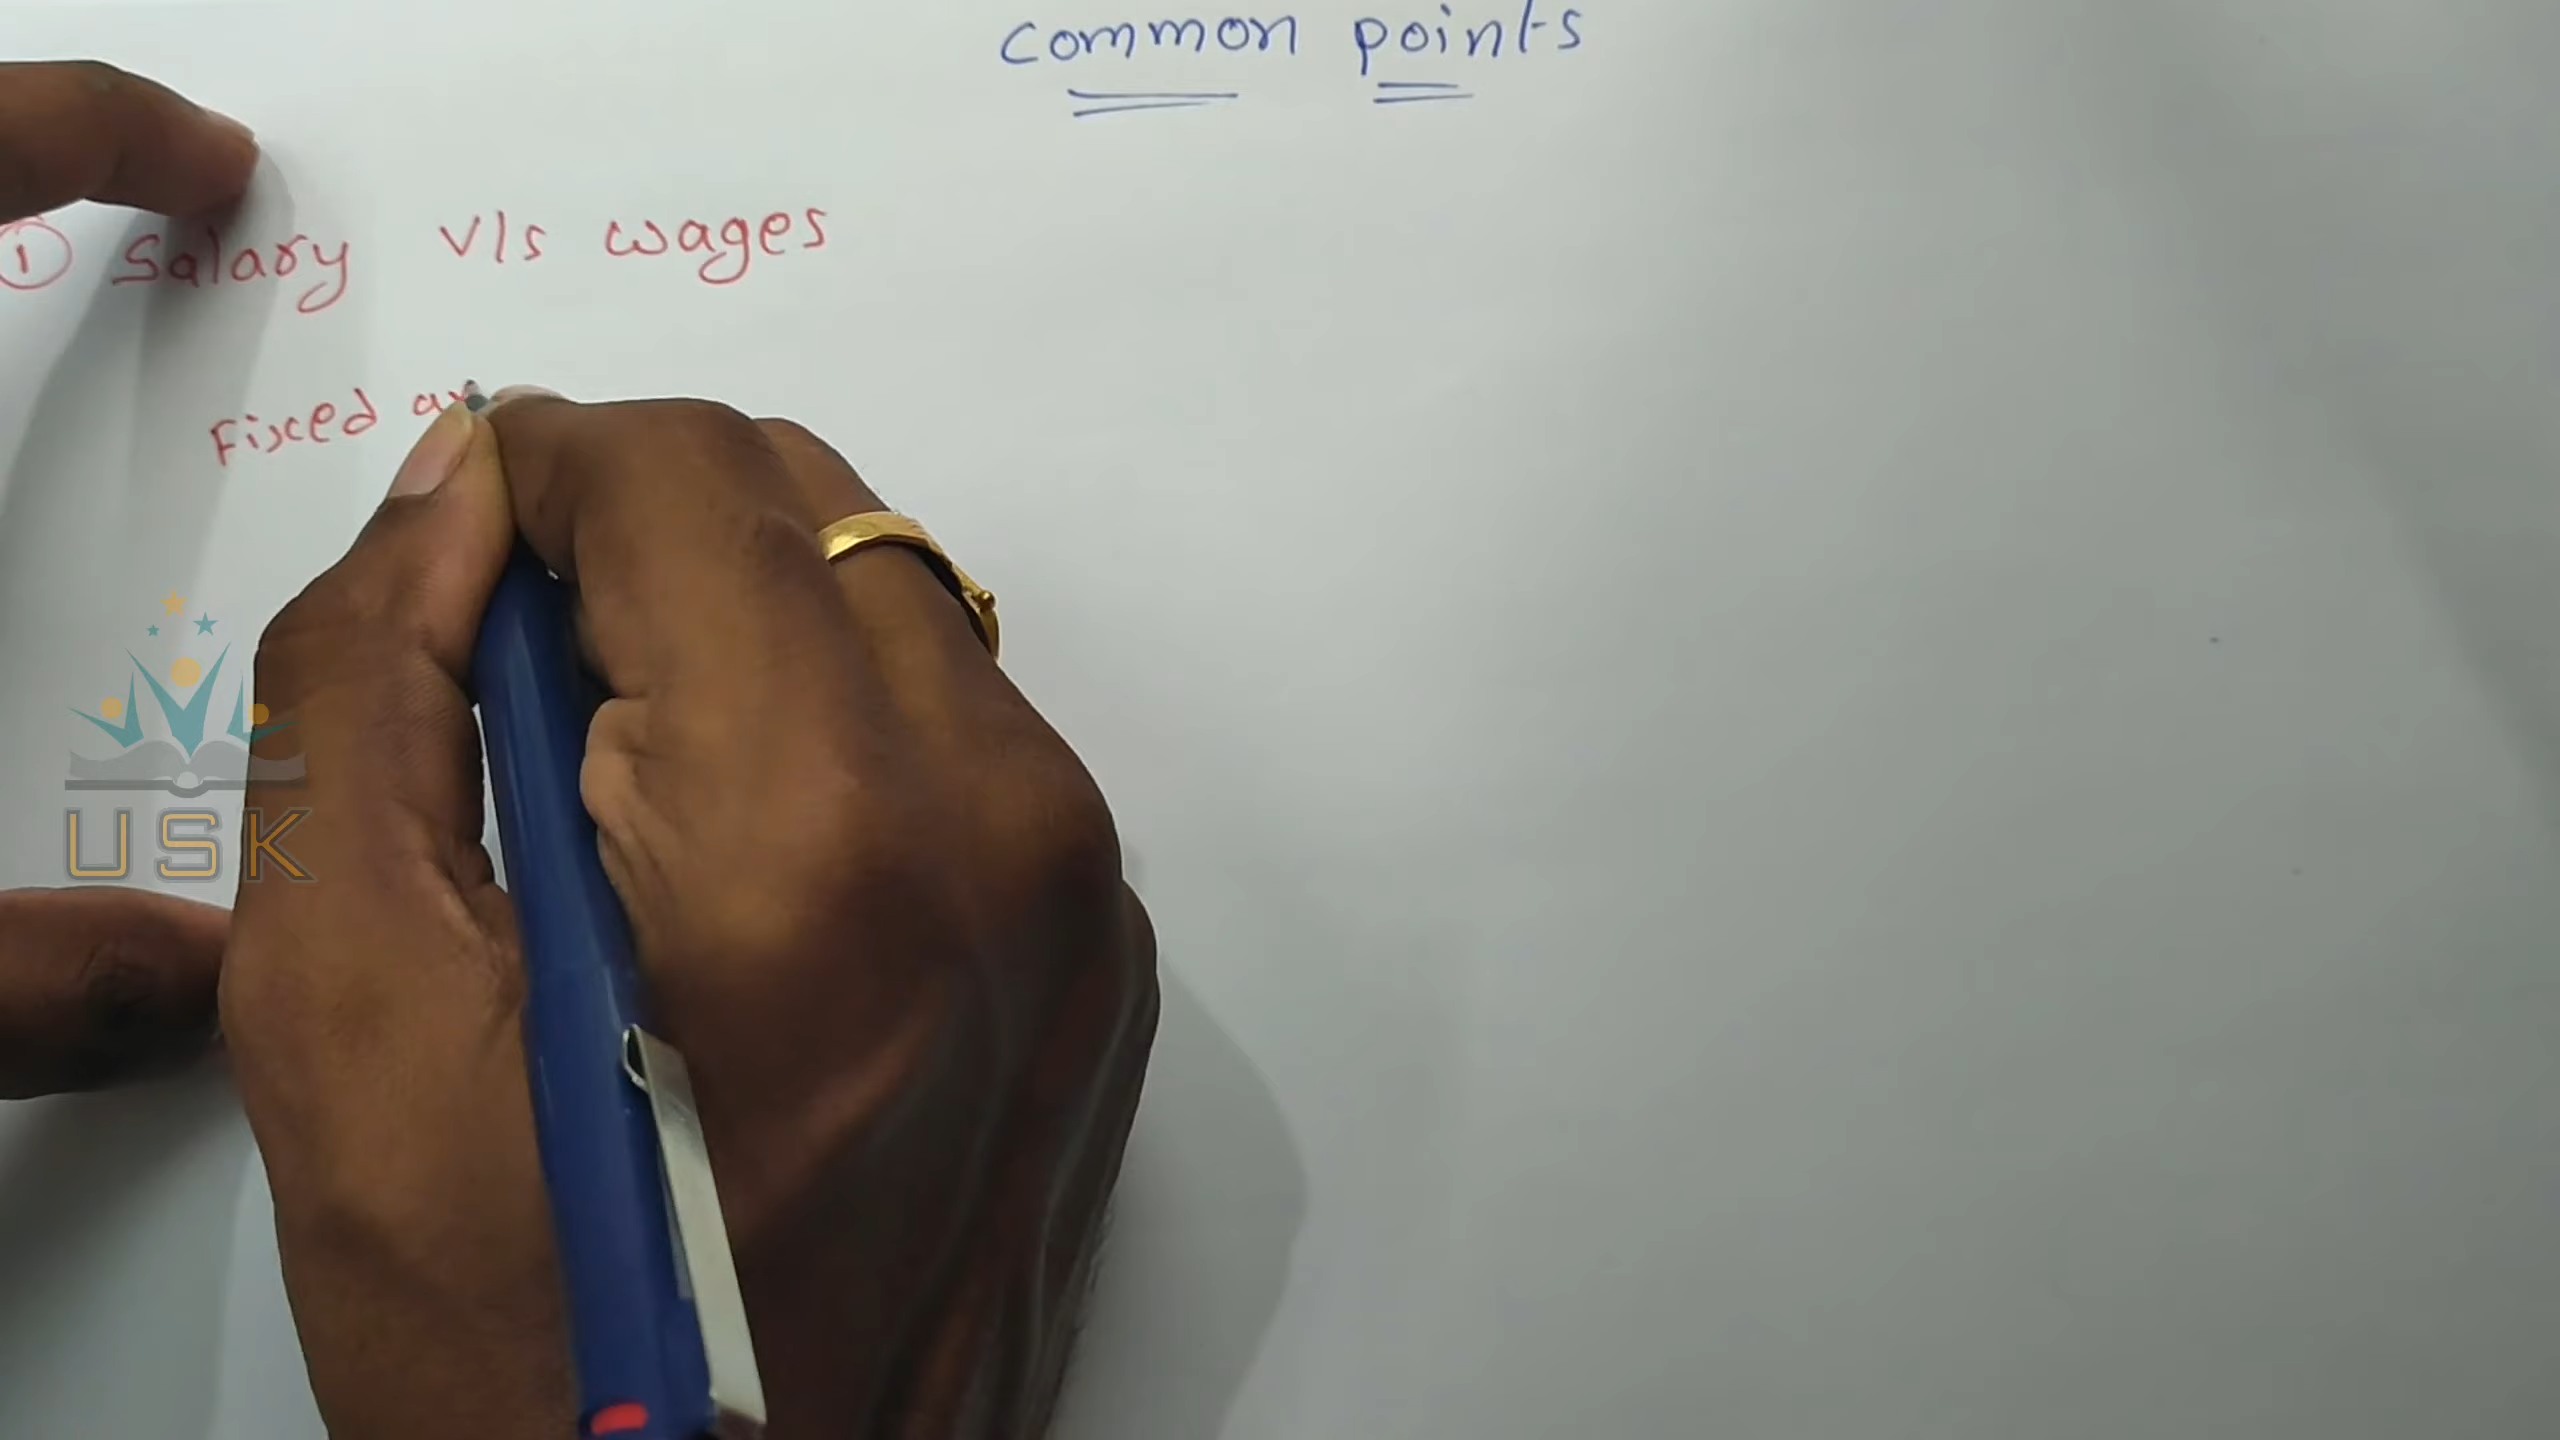 common points
① Salary v/s wages
Fixed
USK